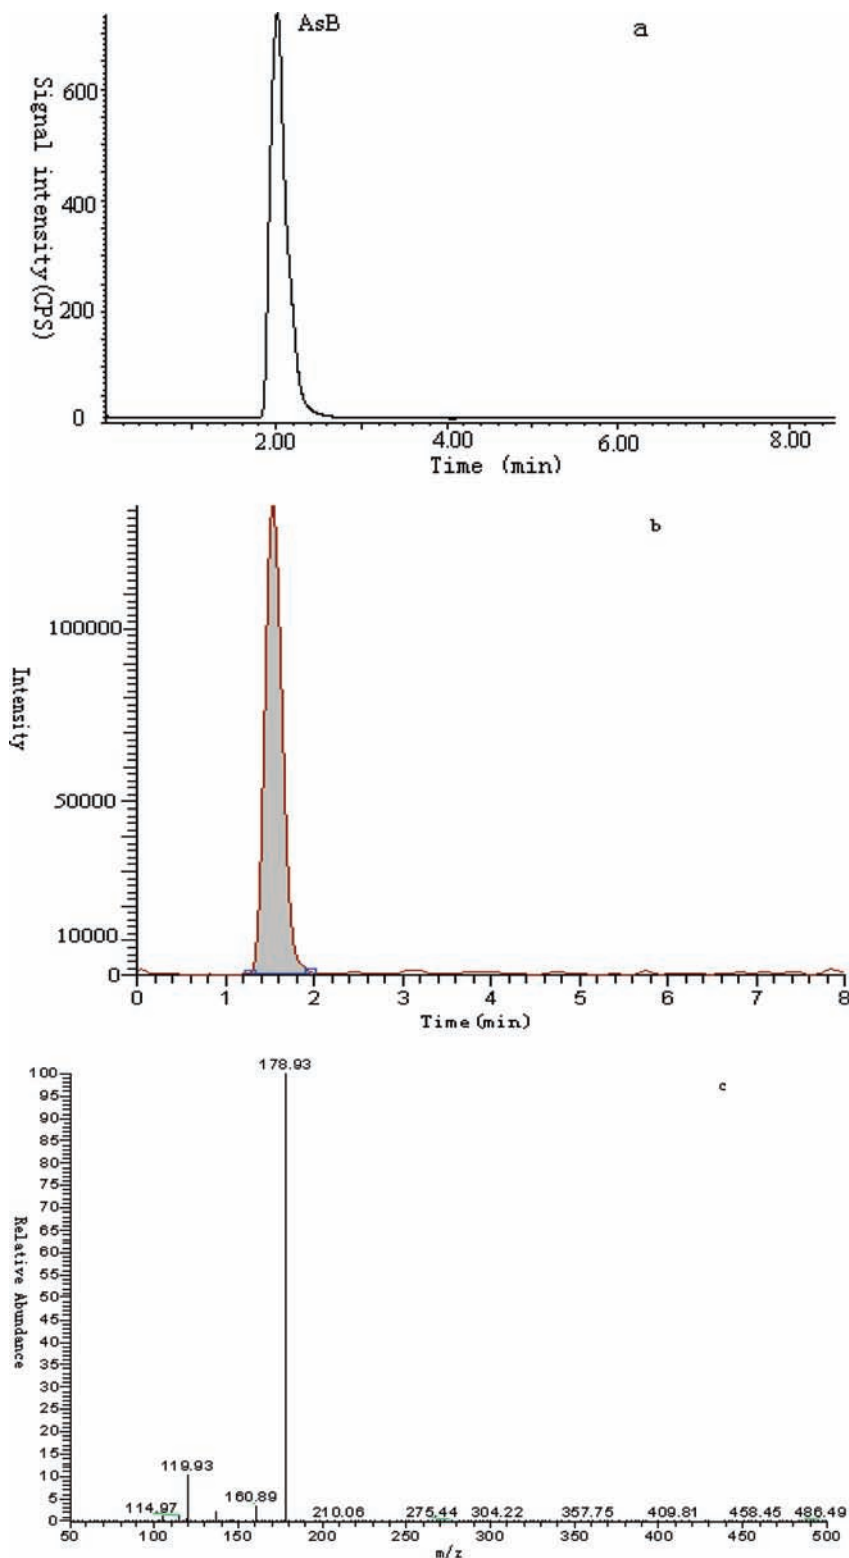 AsB
a
Signal intensity(CPS)
600
400
200
0
2.00 4.00 6.00 8.00
Time (min)
b
Intensity
100000
50000
10000
0
0 1 2 3 4 5 6 7 8
Time(min)
c
178.93
Relative Abundance
100
95
90
85
80
75
70
65
60
55
50
45
40
35
30
25
20
15
10
5
0
119.93
114.97 160.89 210.06 275.44 304.22 357.75 409.81 458.45 486.49
50 100 150 200 250 300 350 400 450 500
m/z